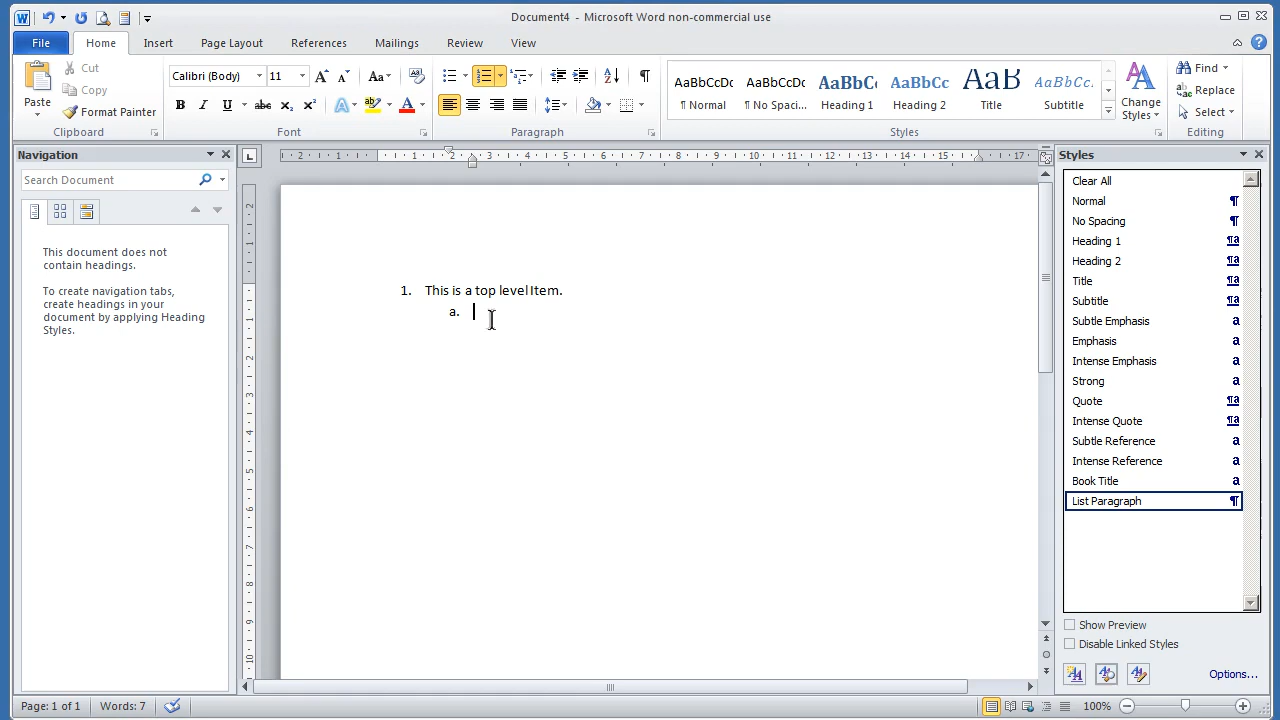 Document4 - Microsoft Word non-commercial use
File Home Insert Page Layout References Mailings Review View
Paste
Cut
Copy
Format Painter
Clipboard
Calibri (Body) 11
Font
Paragraph
AaBbCcDc AaBbCcDc AaBbC AaBbCc AaB AaBbCc.
¶ Normal ¶ No Spaci... Heading 1 Heading 2 Title Subtitle
Styles
Change
Styles
Find
Replace
Select
Editing
Navigation
Search Document
This document does not
contain headings.
To create navigation tabs,
create headings in your
document by applying Heading
Styles.
1. This is a top level Item.
a.
Styles
Clear All
Normal
No Spacing
Heading 1
Heading 2
Title
Subtitle
Subtle Emphasis
Emphasis
Intense Emphasis
Strong
Quote
Intense Quote
Subtle Reference
Intense Reference
Book Title
List Paragraph
Show Preview
Disable Linked Styles
Options...
Page: 1 of 1 Words: 7 100%